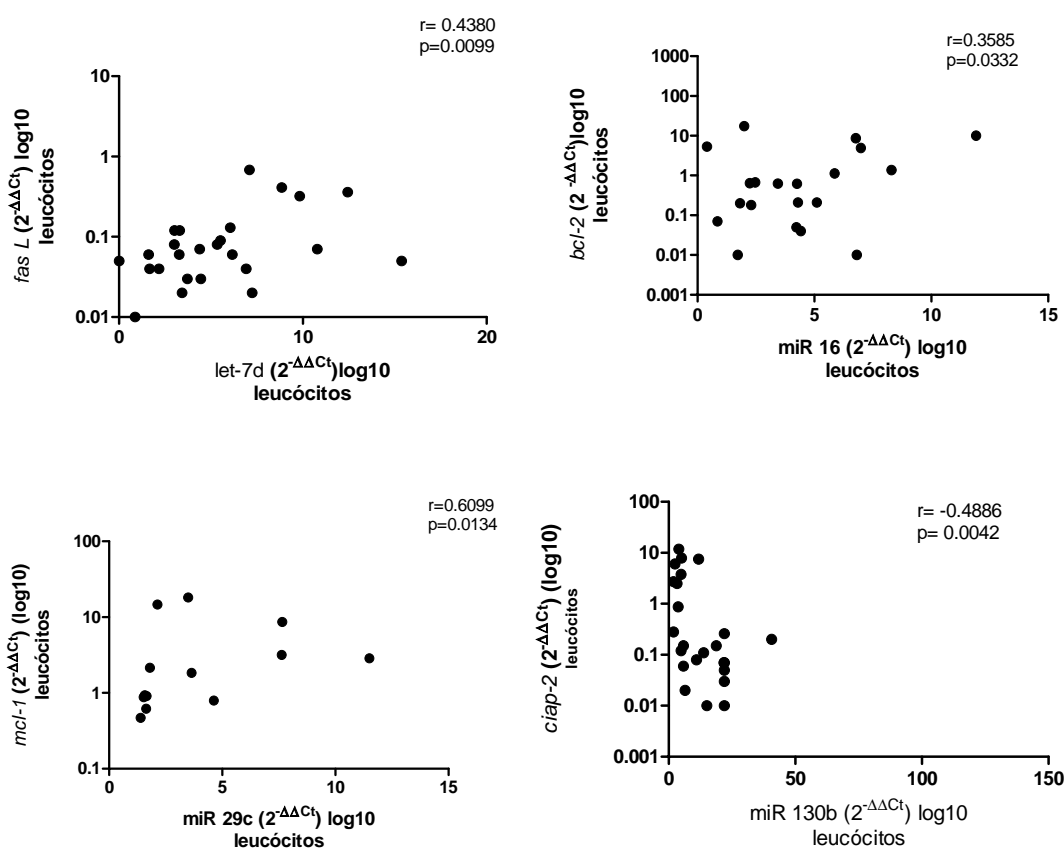 r= 0.4380
p=0.0099
fas L (2-ΔΔCt) log10
leucócitos
10
1
0.1
0.01
0
10
20
let-7d (2-ΔΔCt)log10
leucócitos
r=0.3585
p=0.0332
bcl-2 (2 -ΔΔCt)log10
leucócitos
1000
100
10
1
0.1
0.01
0.001
0
5
10
15
miR 16 (2-ΔΔCt) log10
leucócitos
r=0.6099
p=0.0134
mcl-1 (2-ΔΔCt) (log10)
leucócitos
100
10
1
0.1
0
5
10
15
miR 29c (2-ΔΔCt) log10
leucócitos
r= -0.4886
p= 0.0042
ciap-2 (2-ΔΔCt) (log10)
leucócitos
100
10
1
0.1
0.01
0.001
0
50
100
150
miR 130b (2-ΔΔCt) log10
leucócitos